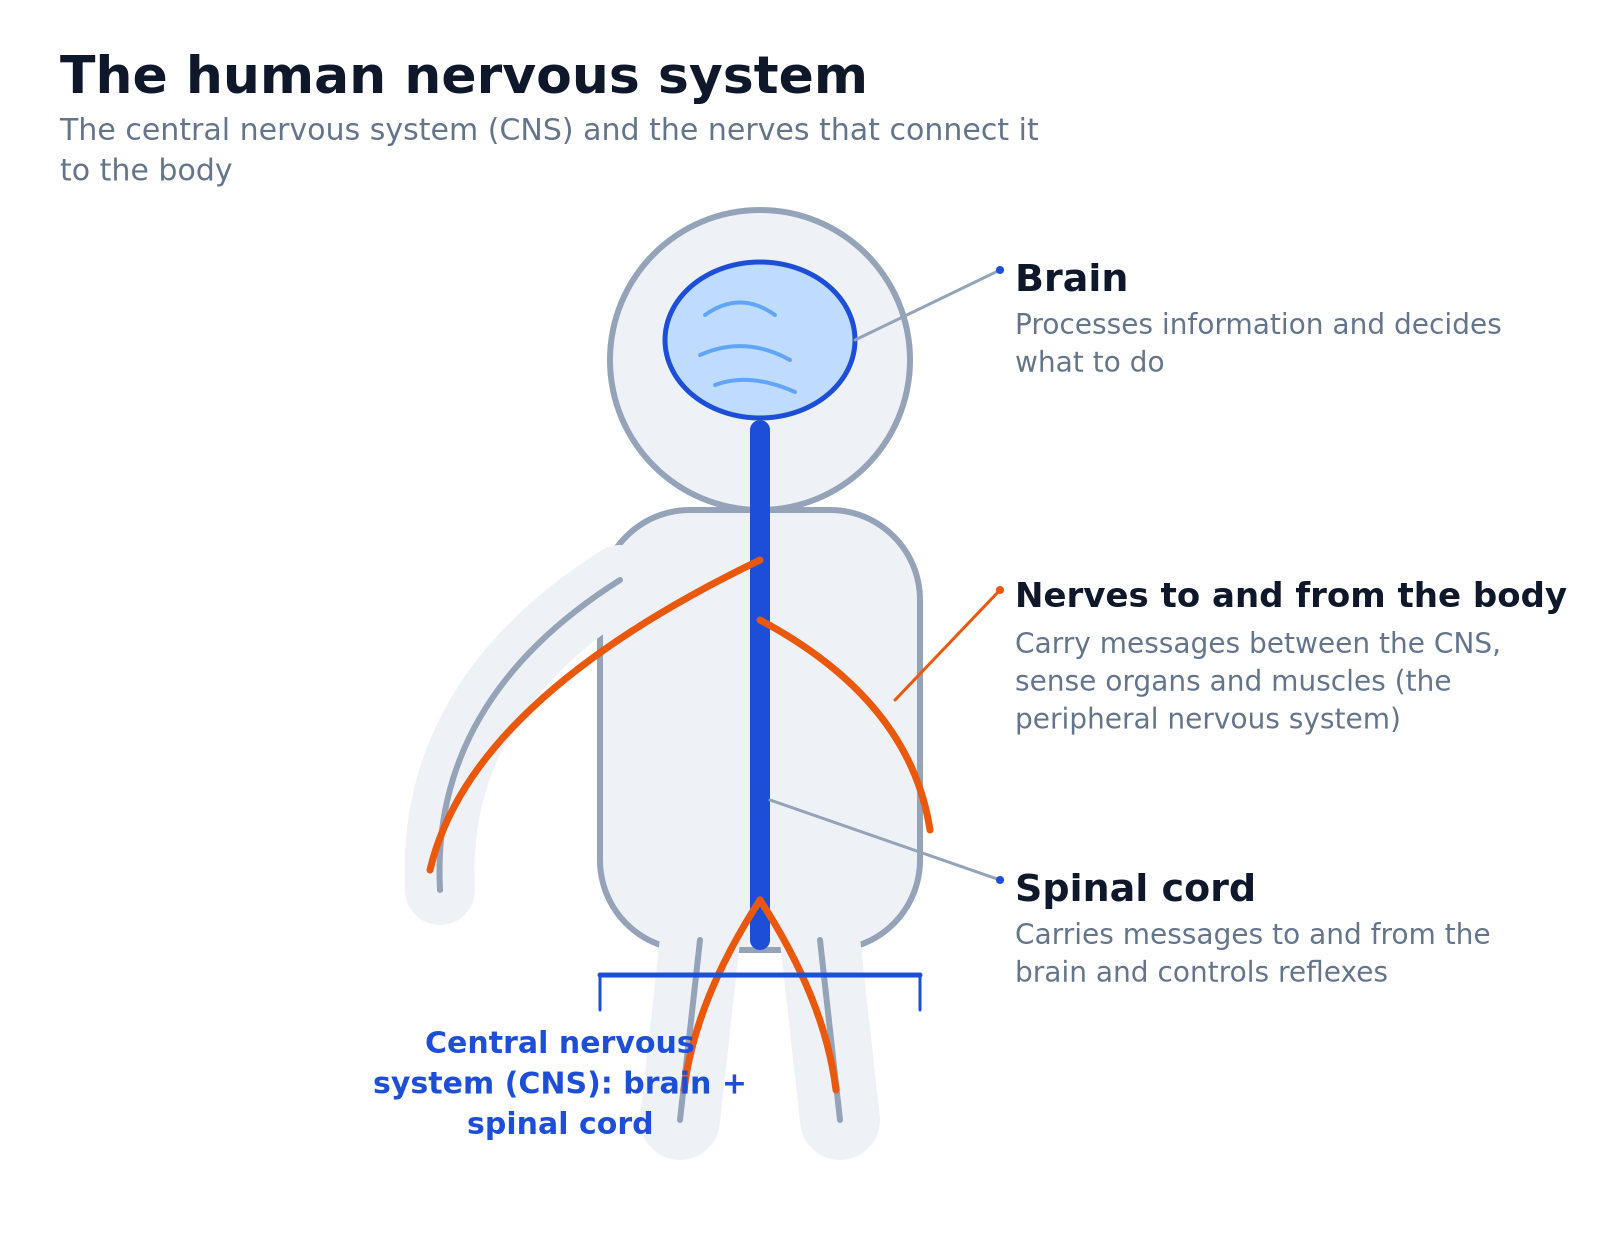 The human nervous system
The central nervous system (CNS) and the nerves that connect it
to the body
Brain
Processes information and decides
what to do
Nerves to and from the body
Carry messages between the CNS,
sense organs and muscles (the
peripheral nervous system)
Spinal cord
Carries messages to and from the
brain and controls reflexes
Central nervous
system (CNS): brain +
spinal cord